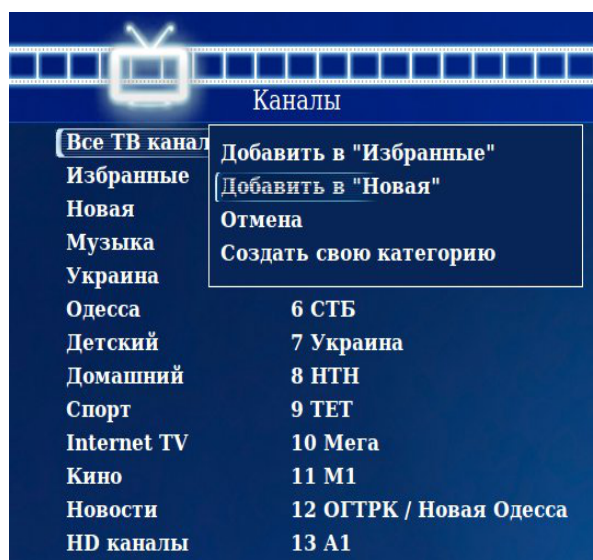 Каналы
Все ТВ канал
Избранные
Новая
Музыка
Украина
Одесса
Детский
Домашний
Спорт
Internet TV
Кино
Новости
HD каналы
Добавить в "Избранные"
Добавить в "Новая"
Отмена
Создать свою категорию
6 СТБ
7 Украина
8 НТН
9 ТЕТ
10 Мега
11 М1
12 ОГТРК / Новая Одесса
13 А1